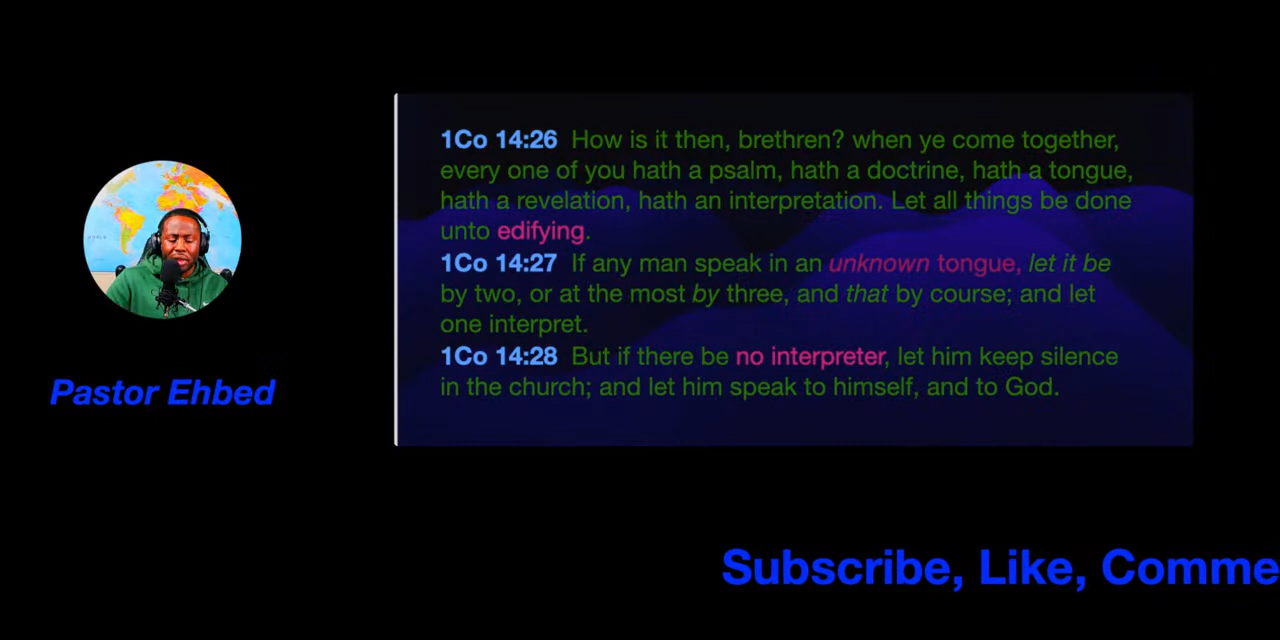 1Co 14:26 How is it then, brethren? when ye come together,
every one of you hath a psalm, hath a doctrine, hath a tongue,
hath a revelation, hath an interpretation. Let all things be done
unto edifying.
1Co 14:27 If any man speak in an unknown tongue, let it be
by two, or at the most by three, and that by course; and let
one interpret.
1Co 14:28 But if there be no interpreter, let him keep silence
in the church; and let him speak to himself, and to God.
Pastor Ehbed
Subscribe, Like, Comme